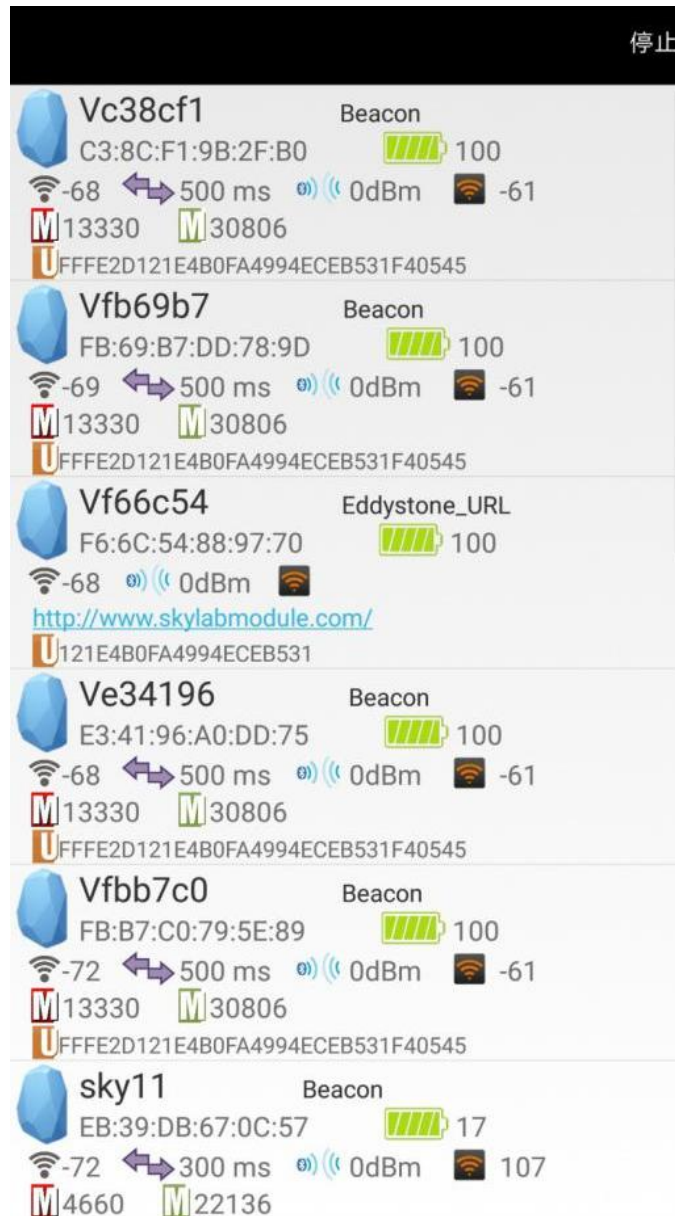 停止
Vc38cf1 Beacon
C3:8C:F1:9B:2F:B0 100
-68 500 ms 0dBm -61
M 13330 M 30806
U FFFE2D121E4B0FA4994ECEB531F40545
Vfb69b7 Beacon
FB:69:B7:DD:78:9D 100
-69 500 ms 0dBm -61
M 13330 M 30806
U FFFE2D121E4B0FA4994ECEB531F40545
Vf66c54 Eddystone_URL
F6:6C:54:88:97:70 100
-68 0dBm
http://www.skylabmodule.com/
U 121E4B0FA4994ECEB531
Ve34196 Beacon
E3:41:96:A0:DD:75 100
-68 500 ms 0dBm -61
M 13330 M 30806
U FFFE2D121E4B0FA4994ECEB531F40545
Vfbb7c0 Beacon
FB:B7:C0:79:5E:89 100
-72 500 ms 0dBm -61
M 13330 M 30806
U FFFE2D121E4B0FA4994ECEB531F40545
sky11 Beacon
EB:39:DB:67:0C:57 17
-72 300 ms 0dBm 107
M 4660 M 22136